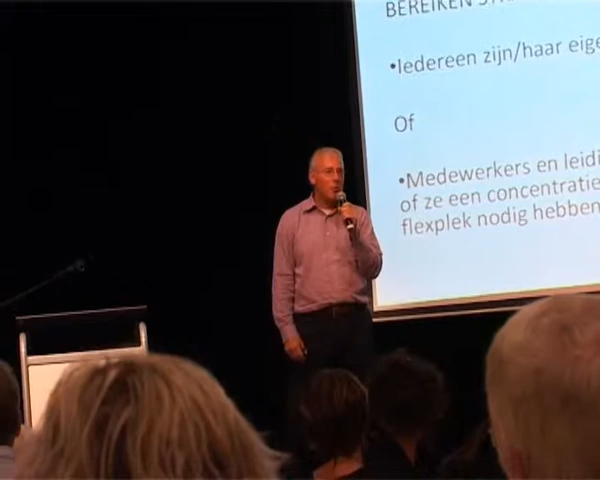 BEREIKEN
•Iedereen zijn/haar eige
Of
•Medewerkers en leidi
of ze een concentratie
flexplek nodig hebben